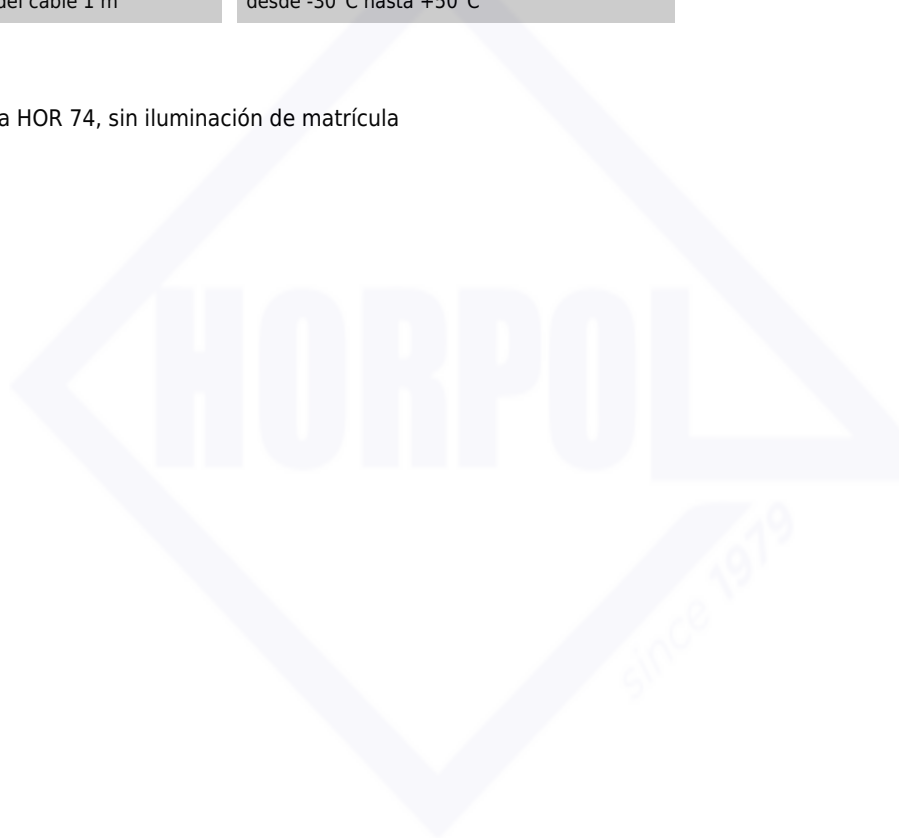 del cable 1 m
desde -30°C hasta +50°C
a HOR 74, sin iluminación de matrícula
HORPOL
since 1979